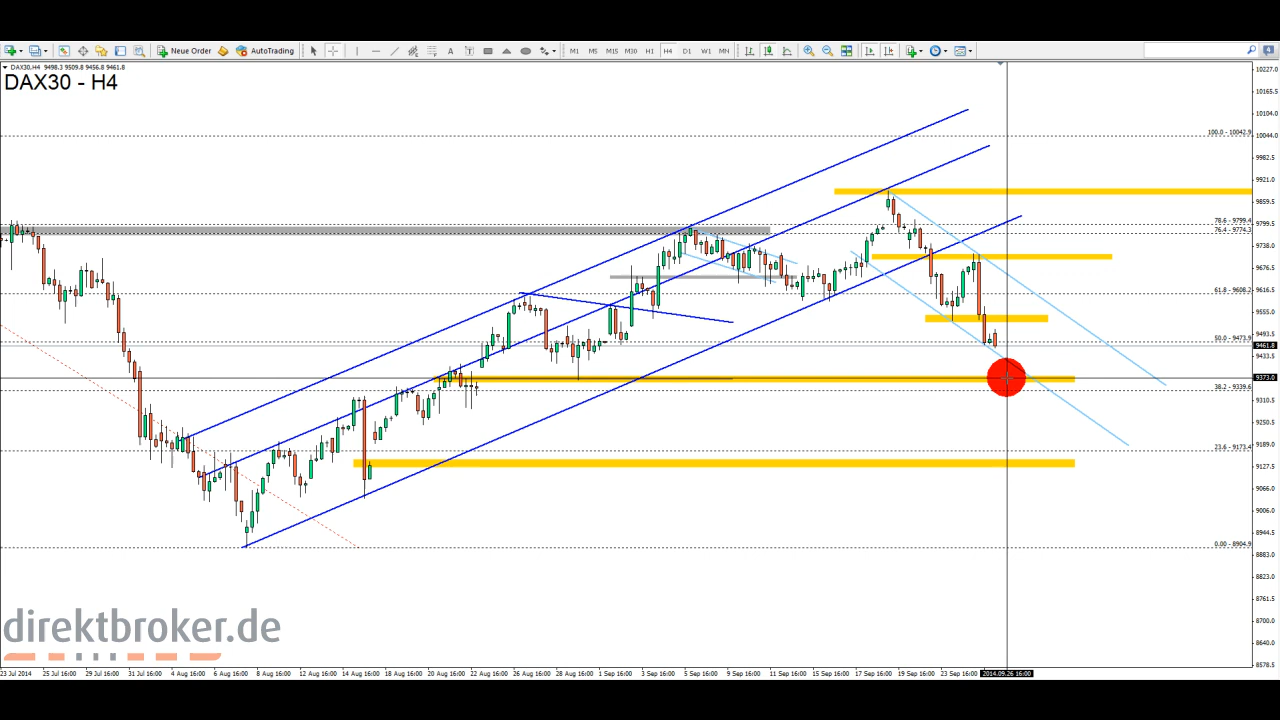 Neue Order AutoTrading A T M1 M5 M15 M30 H1 H4 D1 W1 MN
DAX30,H4 9498.3 9509.8 9456.8 9461.8
DAX30 - H4
10227.0
10165.5
10104.0
100.0 - 10042.9
10044.0
9982.5
9921.0
9859.5
78.6 - 9799.4
9799.5
76.4 - 9774.3
9738.0
9676.5
61.8 - 9608.2
9616.5
9555.0
9493.5
50.0 - 9473.9
9461.8
9433.5
9373.0
38.2 - 9339.6
9310.5
9250.5
9189.0
23.6 - 9173.4
9127.5
9066.0
9006.0
0.00 - 8904.9
8944.5
8883.0
8823.0
8761.5
8700.0
8640.0
8578.5
direktbroker.de
23 Jul 2014 25 Jul 16:00 29 Jul 16:00 31 Jul 16:00 4 Aug 16:00 6 Aug 16:00 8 Aug 16:00 12 Aug 16:00 14 Aug 16:00 18 Aug 16:00 20 Aug 16:00 22 Aug 16:00 26 Aug 16:00 28 Aug 16:00 1 Sep 16:00 3 Sep 16:00 5 Sep 16:00 9 Sep 16:00 11 Sep 16:00 15 Sep 16:00 17 Sep 16:00 19 Sep 16:00 23 Sep 16:00 2014.09.26 16:00